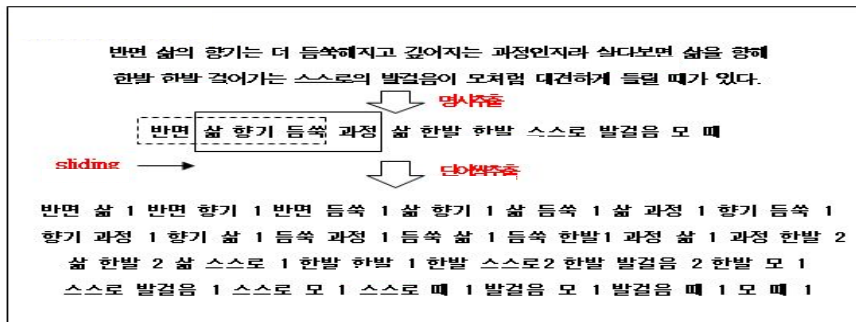 반면 삶의 향기는 더 듬쑥해지고 깊어지는 과정인지라 살다보면 삶을 향해
한발 한발 걸어가는 스스로의 발걸음이 모처럼 대견하게 들릴 때가 있다.
명사추출
반면 삶 향기 듬쑥 과정 삶 한발 한발 스스로 발걸음 모 때
sliding
단어쌍추출
반면 삶 1 반면 향기 1 반면 듬쑥 1 삶 향기 1 삶 듬쑥 1 삶 과정 1 향기 듬쑥 1
향기 과정 1 향기 삶 1 듬쑥 과정 1 듬쑥 삶 1 듬쑥 한발1 과정 삶 1 과정 한발 2
삶 한발 2 삶 스스로 1 한발 한발 1 한발 스스로2 한발 발걸음 2 한발 모 1
스스로 발걸음 1 스스로 모 1 스스로 때 1 발걸음 모 1 발걸음 때 1 모 때 1